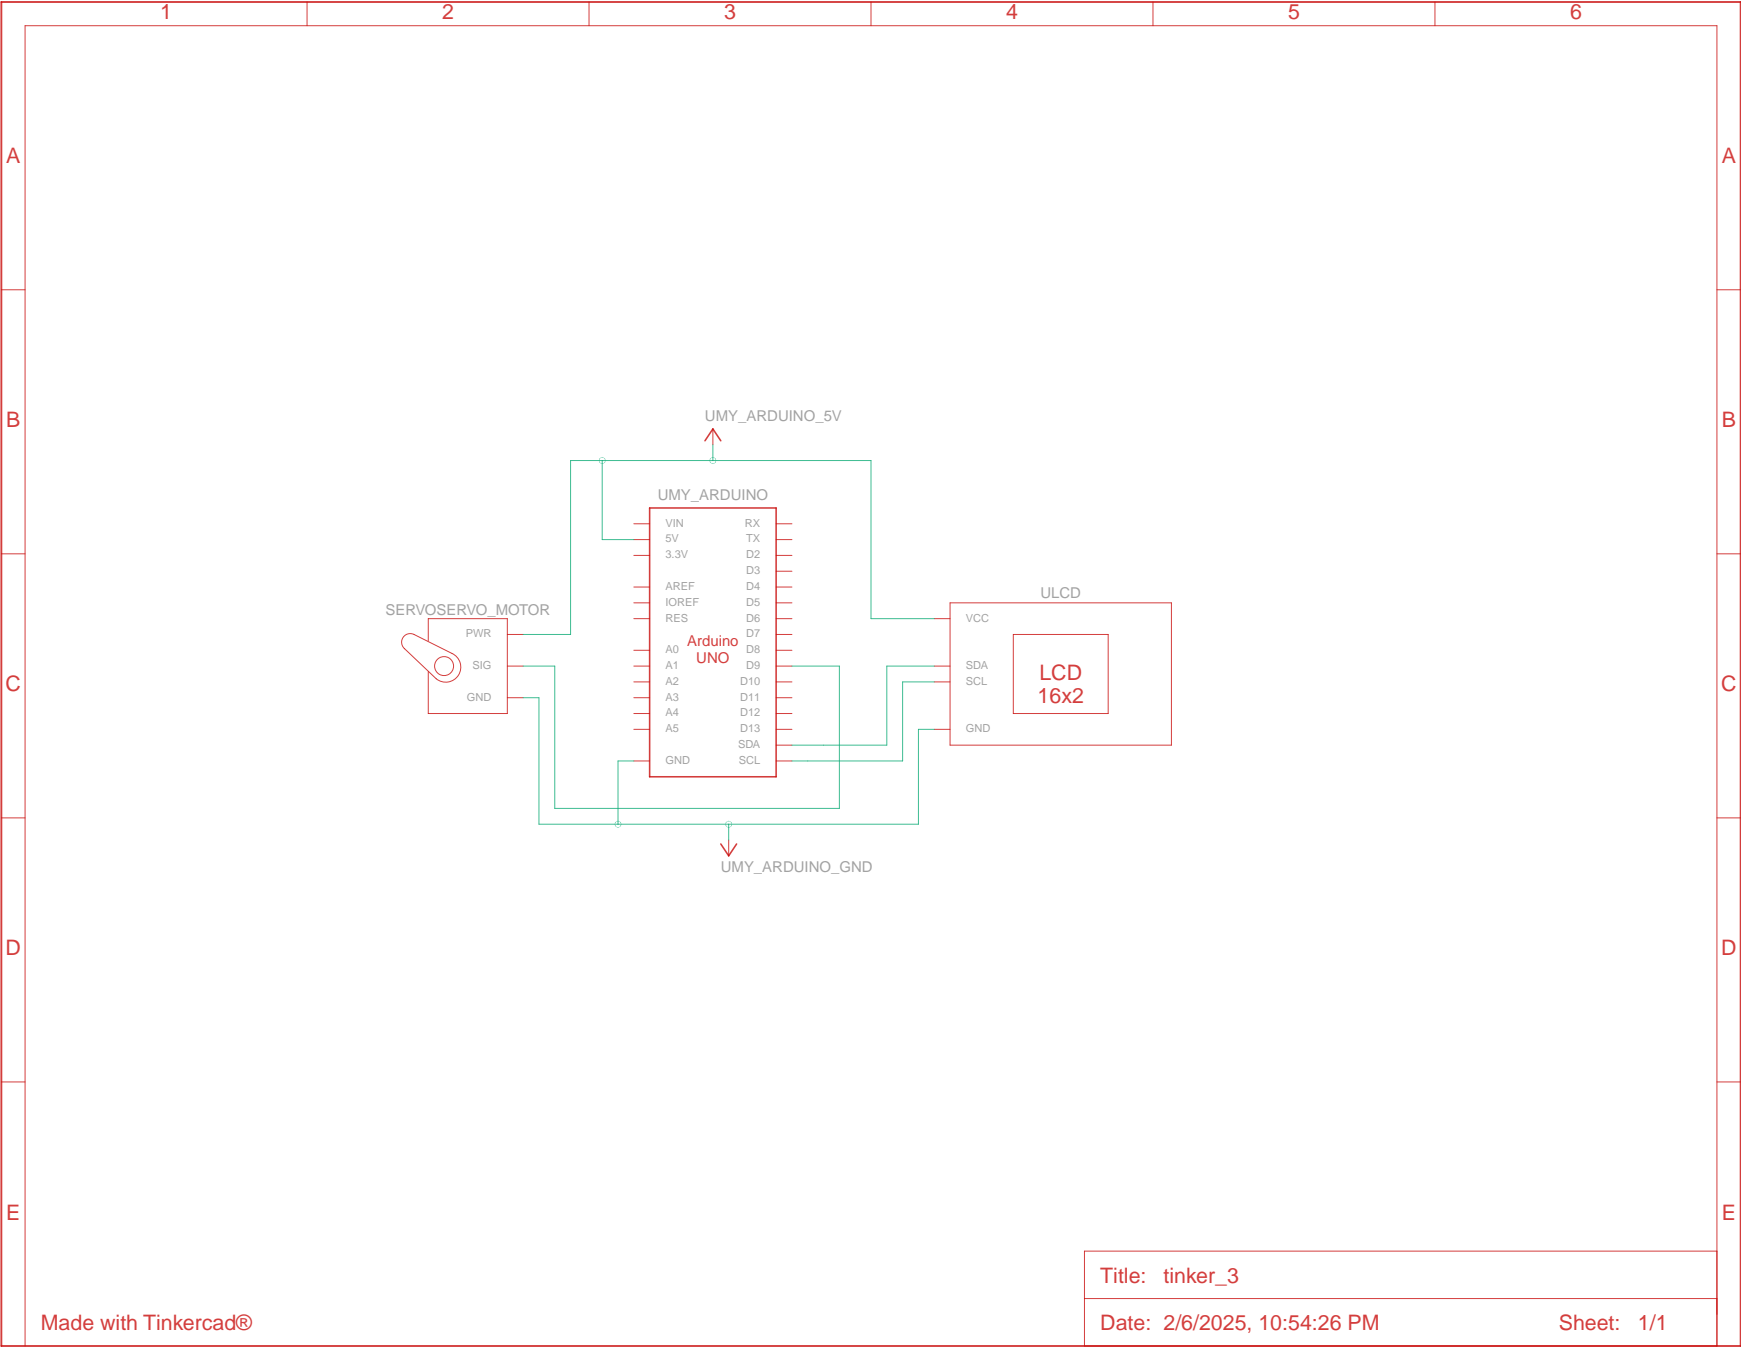 1 2 3 4 5 6
A A
B B
UMY_ARDUINO_5V
UMY_ARDUINO
VIN RX
5V TX
3.3V D2
D3
AREF D4
IOREF D5
RES D6
D7
A0 D8
A1 D9
A2 D10
A3 D11
A4 D12
A5 D13
SDA
GND SCL
Arduino
UNO
SERVOSERVO_MOTOR
PWR
SIG
GND
ULCD
VCC
SDA
SCL
GND
LCD
16x2
C C
UMY_ARDUINO_GND
D D
E E
Title: tinker_3
Date: 2/6/2025, 10:54:26 PM Sheet: 1/1
Made with Tinkercad®